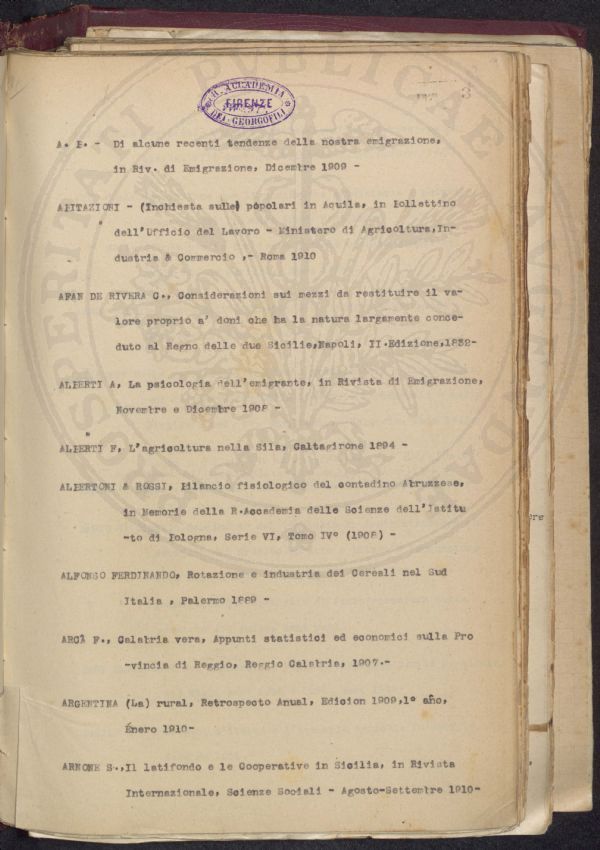 3
R. ACCADEMIA
FIRENZE
DEI GEORGOFILI
A. B. - Di alcune recenti tendenze della nostra emigrazione,
in Riv. di Emigrazione, Dicembre 1909 -
ABITAZIONI - (Inchiesta sulle) popolari in Aquila, in Bollettino
dell'Ufficio del Lavoro - Ministero di Agricoltura, In-
dustria & Commercio ,- Roma 1910
AFAN DE RIVERA C., Considerazioni sui mezzi da restituire il va-
lore proprio a' doni che ha la natura largamente conce-
duto al Regno delle due Sicilie, Napoli, II.Edizione, 1832-
ALBERTI A, La psicologia dell'emigrante, in Rivista di Emigrazione,
Novembre e Dicembre 1908 -
ALBERTI F, L'agricoltura nella Sila, Caltagirone 1894 -
ALBERTONI & ROSSI, Bilancio fisiologico del contadino Abruzzese,
in Memorie della R.Accademia delle Scienze dell'Istitu
-to di Bologna, Serie VI, Tomo IV° (1908) -
ALFONSO FERDINANDO, Rotazione e industria dei Cereali nel Sud
Italia , Palermo 1889 -
ARCÀ F., Calabria vera, Appunti statistici ed economici sulla Pro
-vincia di Reggio, Reggio Calabria, 1907.-
ARGENTINA (La) rural, Retrospecto Anual, Edicion 1909, 1° año,
Énero 1910-
ARNONE S., Il latifondo e le Cooperative in Sicilia, in Rivista
Internazionale, Scienze Sociali - Agosto-Settembre 1910-